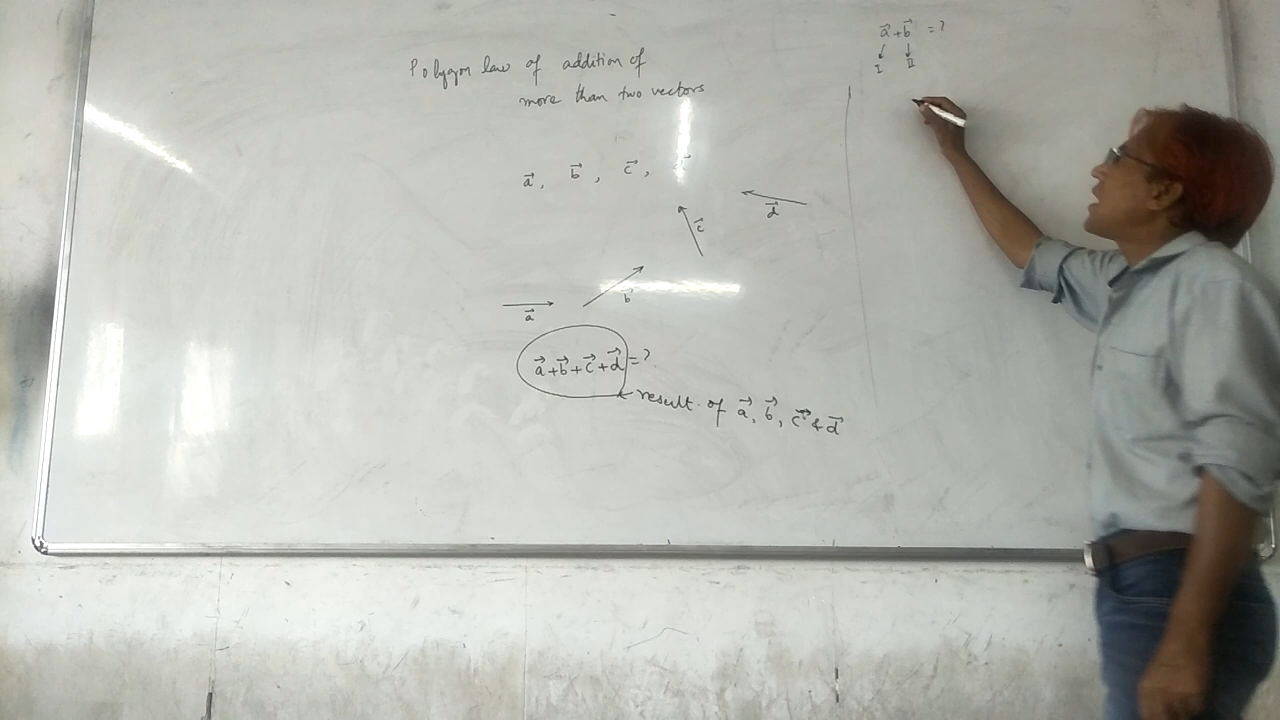 Polygon law of addition of
more than two vectors
a⃗, b⃗, c⃗,
d⃗
c⃗
b⃗
a⃗
a⃗+b⃗+c⃗+d⃗=?
result of a⃗, b⃗, c⃗ & d⃗
a⃗+b⃗ =?
I II